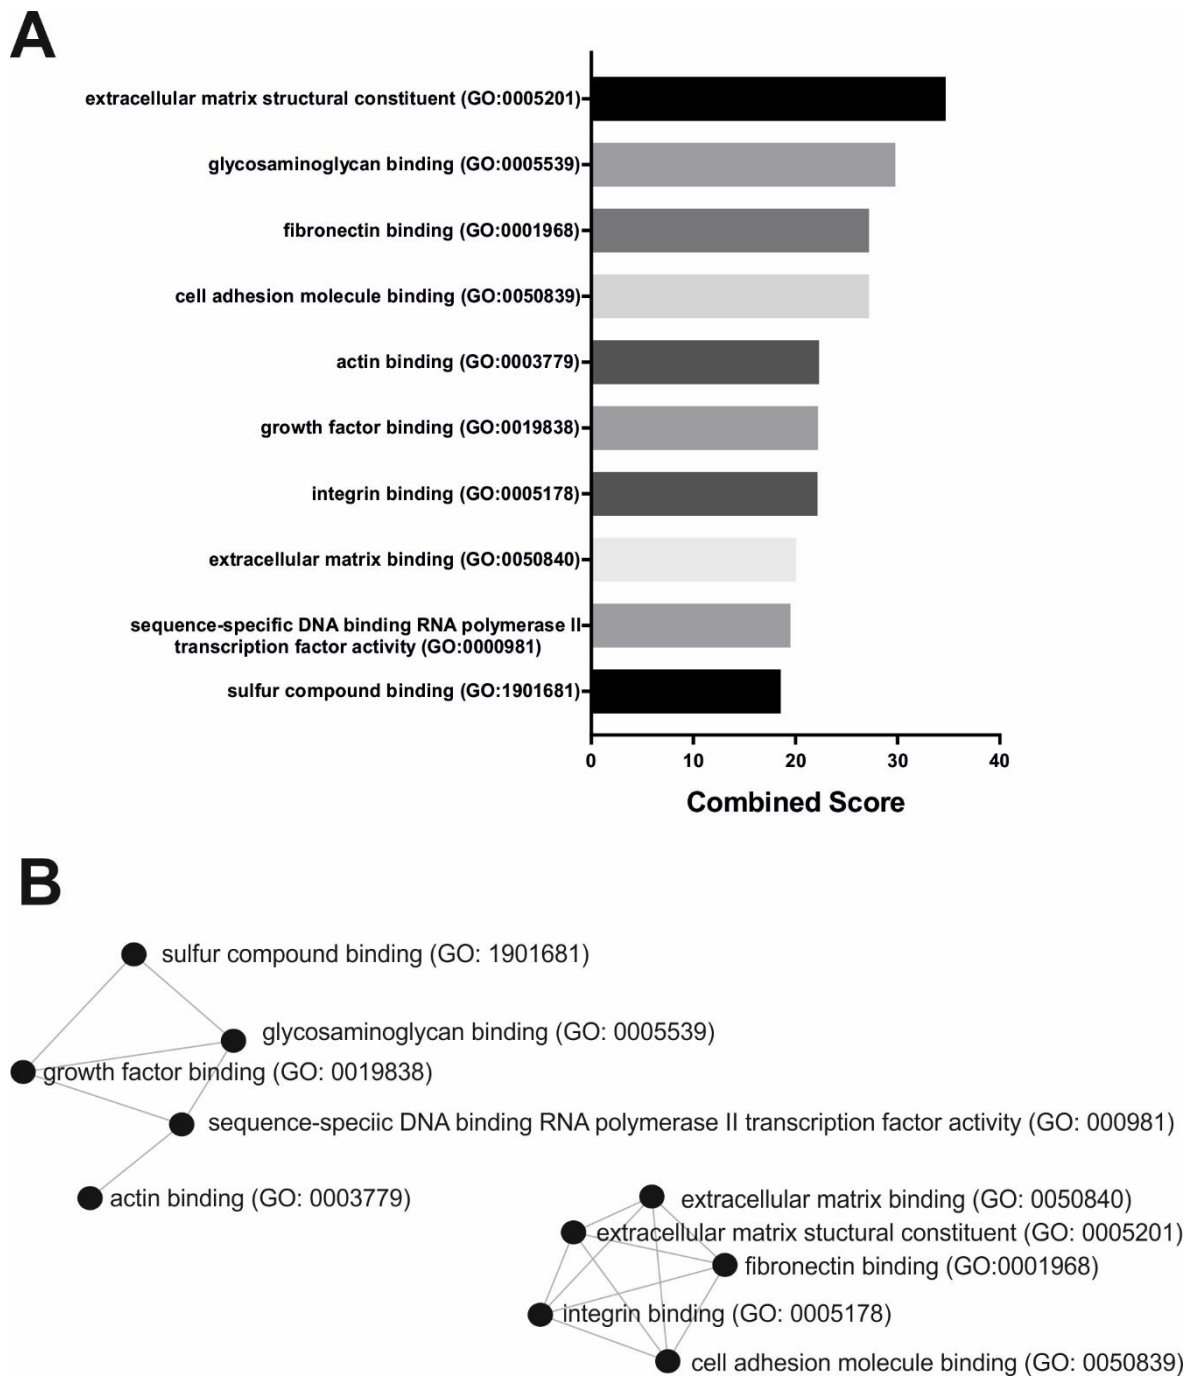 A
extracellular matrix structural constituent (GO:0005201)
glycosaminoglycan binding (GO:0005539)
fibronectin binding (GO:0001968)
cell adhesion molecule binding (GO:0050839)
actin binding (GO:0003779)
growth factor binding (GO:0019838)
integrin binding (GO:0005178)
extracellular matrix binding (GO:0050840)
sequence-specific DNA binding RNA polymerase II
transcription factor activity (GO:0000981)
sulfur compound binding (GO:1901681)
0 10 20 30 40
Combined Score
B
sulfur compound binding (GO: 1901681)
glycosaminoglycan binding (GO: 0005539)
growth factor binding (GO: 0019838)
sequence-speciic DNA binding RNA polymerase II transcription factor activity (GO: 000981)
actin binding (GO: 0003779)
extracellular matrix binding (GO: 0050840)
extracellular matrix stuctural constituent (GO: 0005201)
fibronectin binding (GO:0001968)
integrin binding (GO: 0005178)
cell adhesion molecule binding (GO: 0050839)